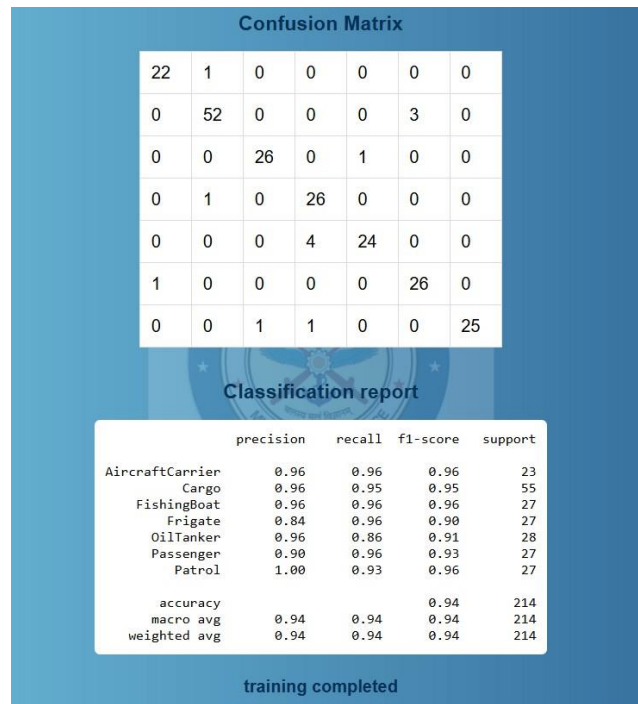 Confusion Matrix
22 1 0 0 0 0 0
0 52 0 0 0 3 0
0 0 26 0 1 0 0
0 1 0 26 0 0 0
0 0 0 4 24 0 0
1 0 0 0 0 26 0
0 0 1 1 0 0 25
Classification report
precision recall f1-score support
AircraftCarrier 0.96 0.96 0.96 23
Cargo 0.96 0.95 0.95 55
FishingBoat 0.96 0.96 0.96 27
Frigate 0.84 0.96 0.90 27
OilTanker 0.96 0.86 0.91 28
Passenger 0.90 0.96 0.93 27
Patrol 1.00 0.93 0.96 27
accuracy 0.94 214
macro avg 0.94 0.94 0.94 214
weighted avg 0.94 0.94 0.94 214
training completed